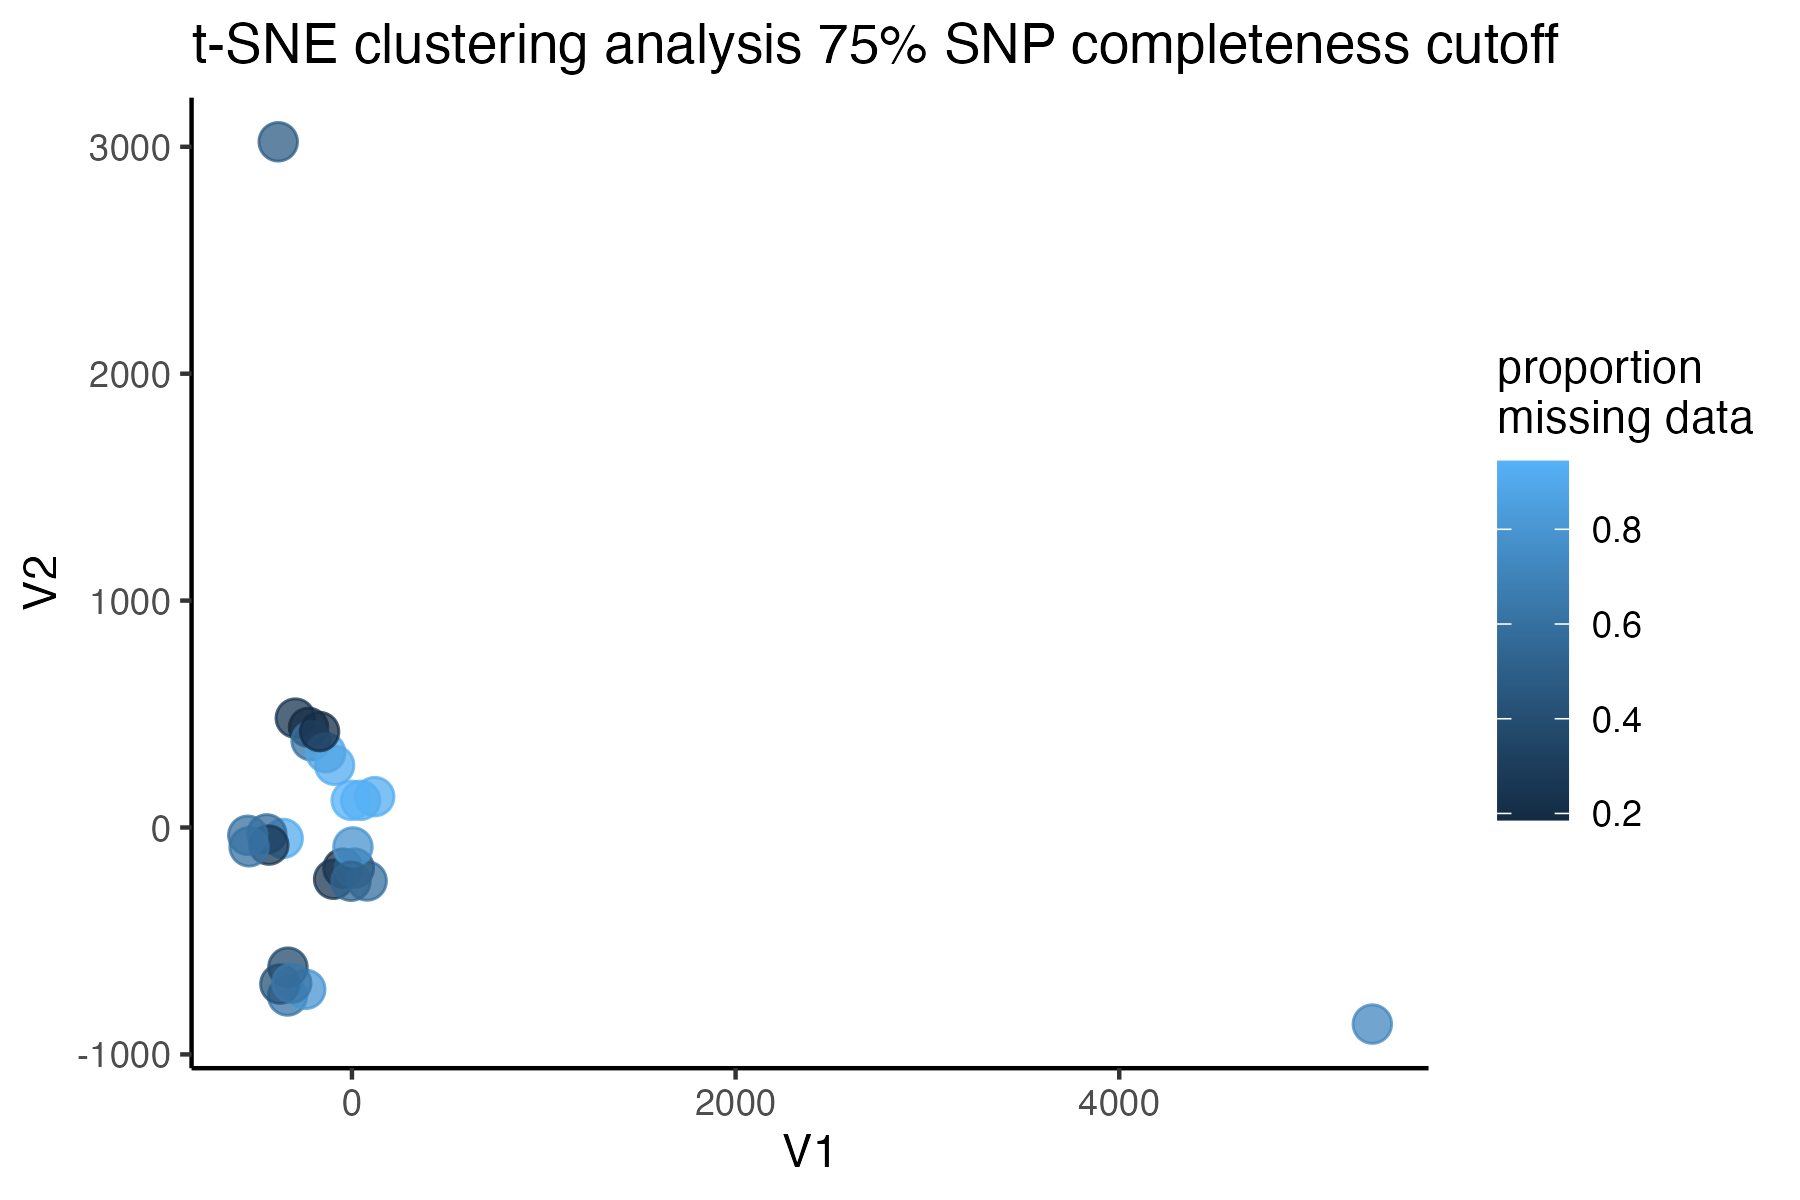 t-SNE clustering analysis 75% SNP completeness cutoff
3000
2000
1000
0
-1000
V2
0
2000
4000
V1
proportion
missing data
0.8
0.6
0.4
0.2